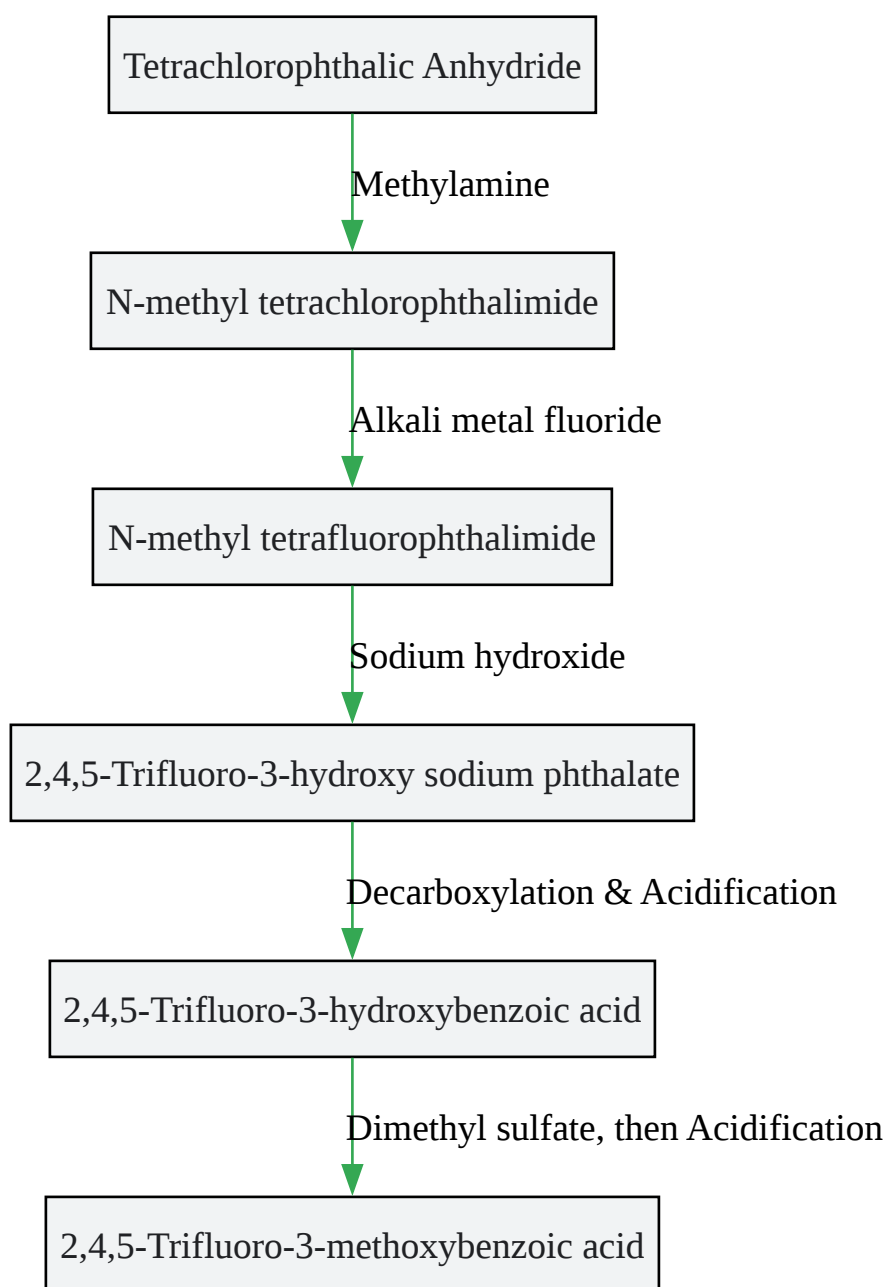 Tetrachlorophthalic Anhydride
Methylamine
N-methyl tetrachlorophthalimide
Alkali metal fluoride
N-methyl tetrafluorophthalimide
Sodium hydroxide
2,4,5-Trifluoro-3-hydroxy sodium phthalate
Decarboxylation & Acidification
2,4,5-Trifluoro-3-hydroxybenzoic acid
Dimethyl sulfate, then Acidification
2,4,5-Trifluoro-3-methoxybenzoic acid